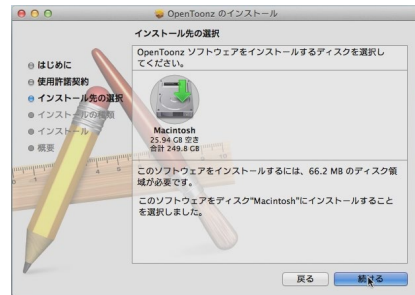 OpenToonz のインストール
インストール先の選択
はじめに
使用許諾契約
インストール先の選択
インストールの種類
インストール
概要
OpenToonz ソフトウェアをインストールするディスクを選択し
てください。
Macintosh
25.94 GB 空き
合計 249.8 GB
このソフトウェアをインストールするには、66.2 MB のディスク領
域が必要です。
このソフトウェアをディスク"Macintosh"にインストールすること
を選択しました。
戻る
続ける